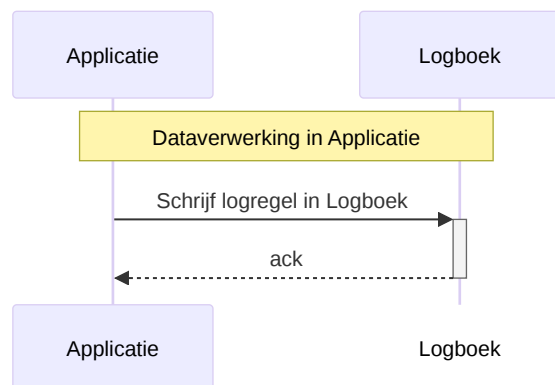 Applicatie
Logboek
Dataverwerking in Applicatie
Schrijf logregel in Logboek
ack
Applicatie
Logboek